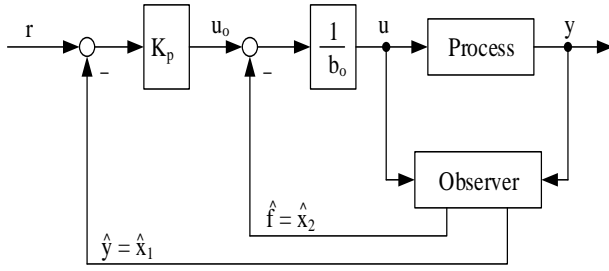 r
K_p
u_o
1
b_o
u
Process
y
−
−
Observer
f̂ = x̂_2
ŷ = x̂_1